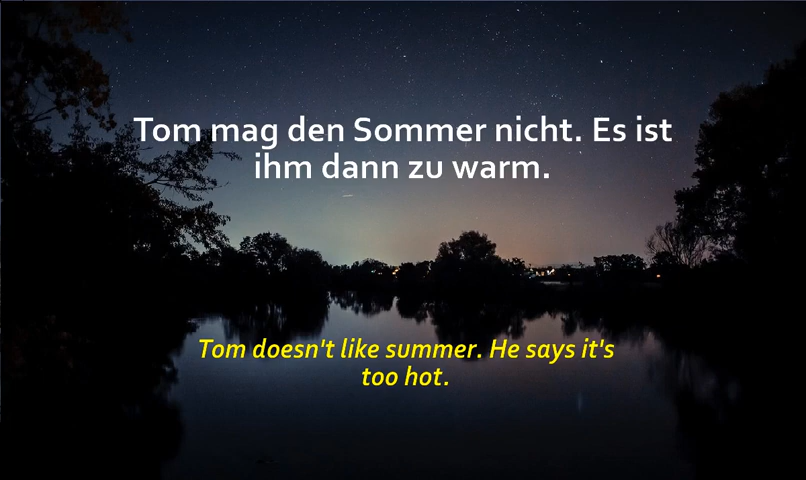 Tom mag den Sommer nicht. Es ist
ihm dann zu warm.
Tom doesn't like summer. He says it's
too hot.